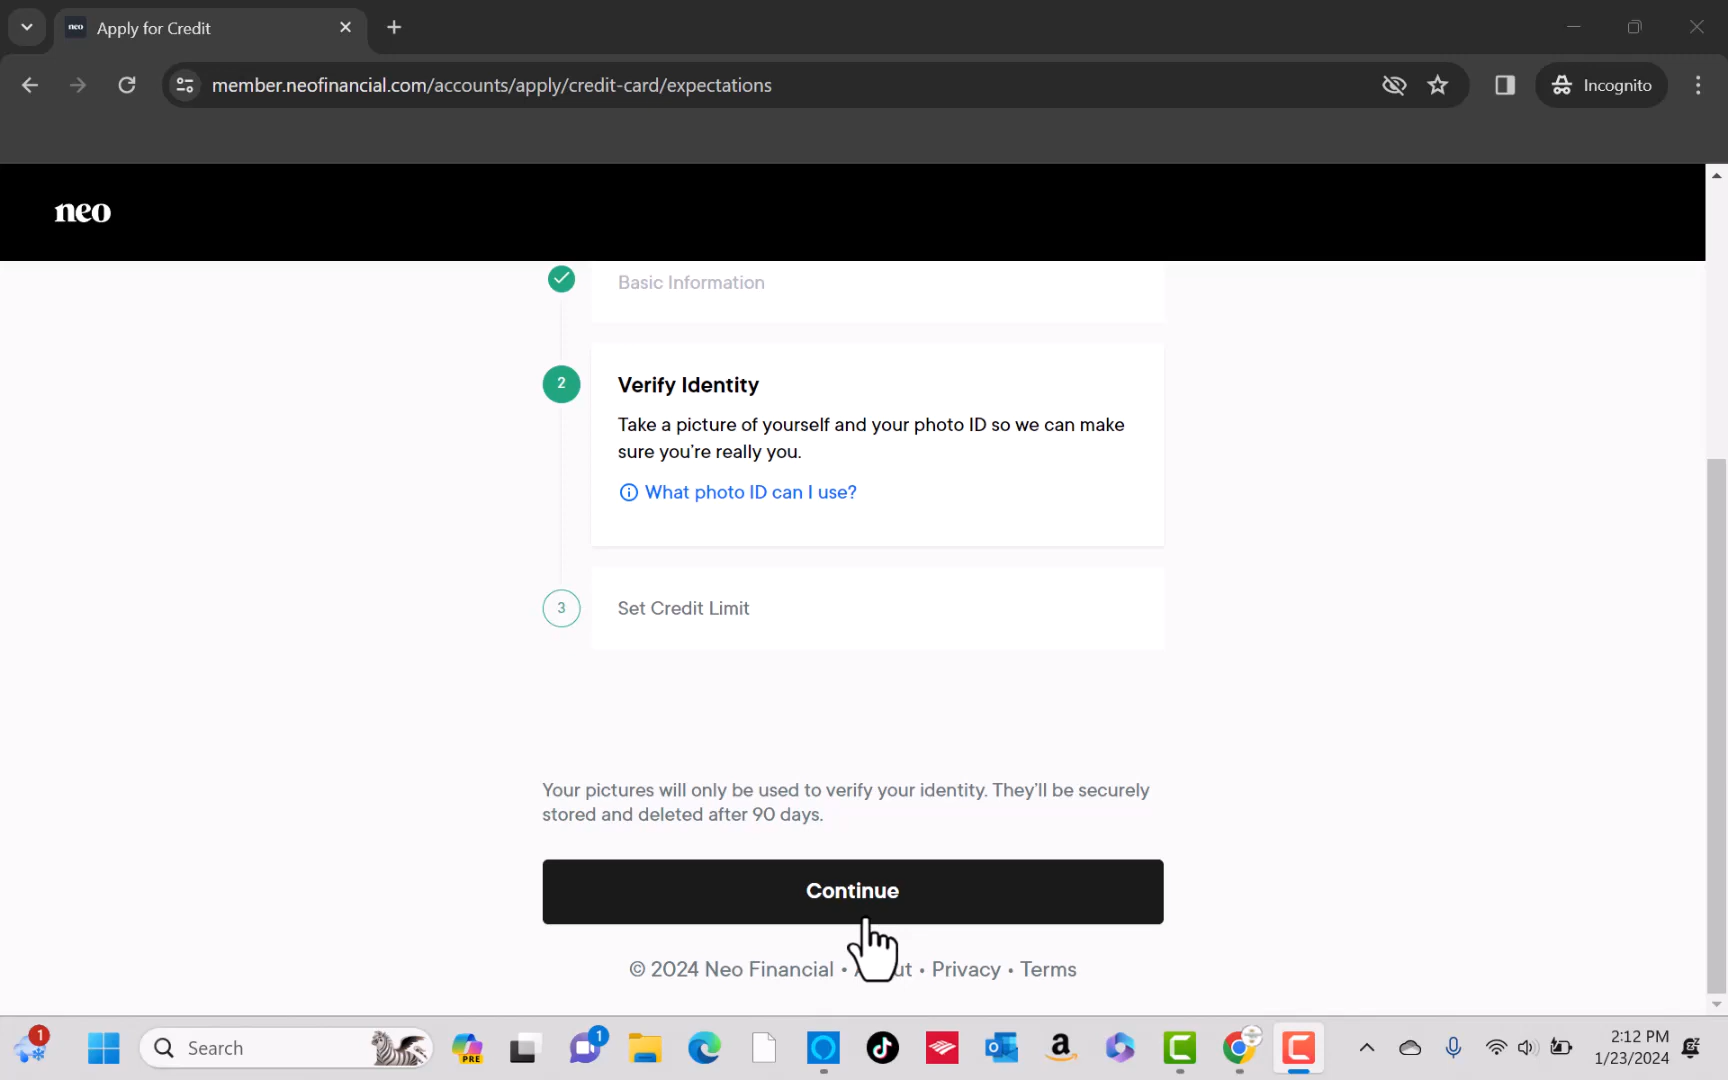 neo Apply for Credit
member.neofinancial.com/accounts/apply/credit-card/expectations
Incognito
neo
Basic Information
2
Verify Identity
Take a picture of yourself and your photo ID so we can make
sure you're really you.
What photo ID can I use?
3
Set Credit Limit
Your pictures will only be used to verify your identity. They'll be securely
stored and deleted after 90 days.
Continue
© 2024 Neo Financial • • Privacy • Terms
1
Search
PRE
1
2:12 PM
1/23/2024